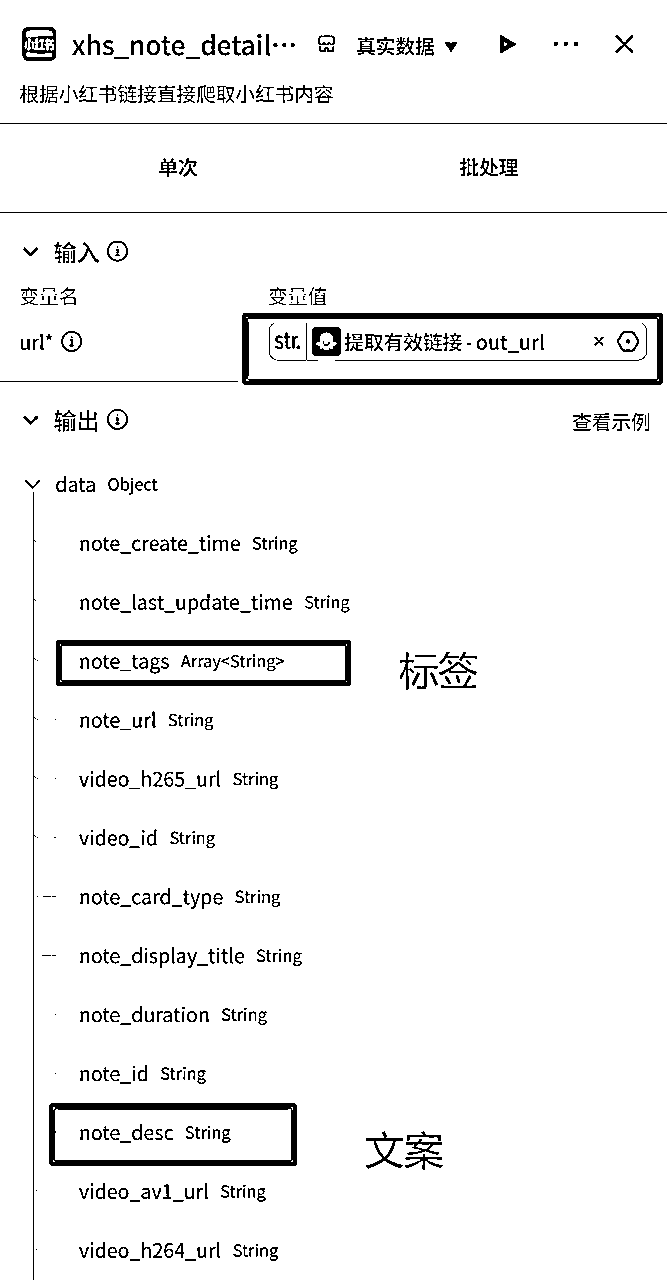 小红书 xhs_note_detail··· 真实数据 ▼
根据小红书链接直接爬取小红书内容
单次 批处理
输入
变量名 变量值
url* str. 提取有效链接 - out_url
输出 查看示例
data Object
note_create_time String
note_last_update_time String
note_tags Array<String> 标签
note_url String
video_h265_url String
video_id String
note_card_type String
note_display_title String
note_duration String
note_id String
note_desc String 文案
video_av1_url String
video_h264_url String